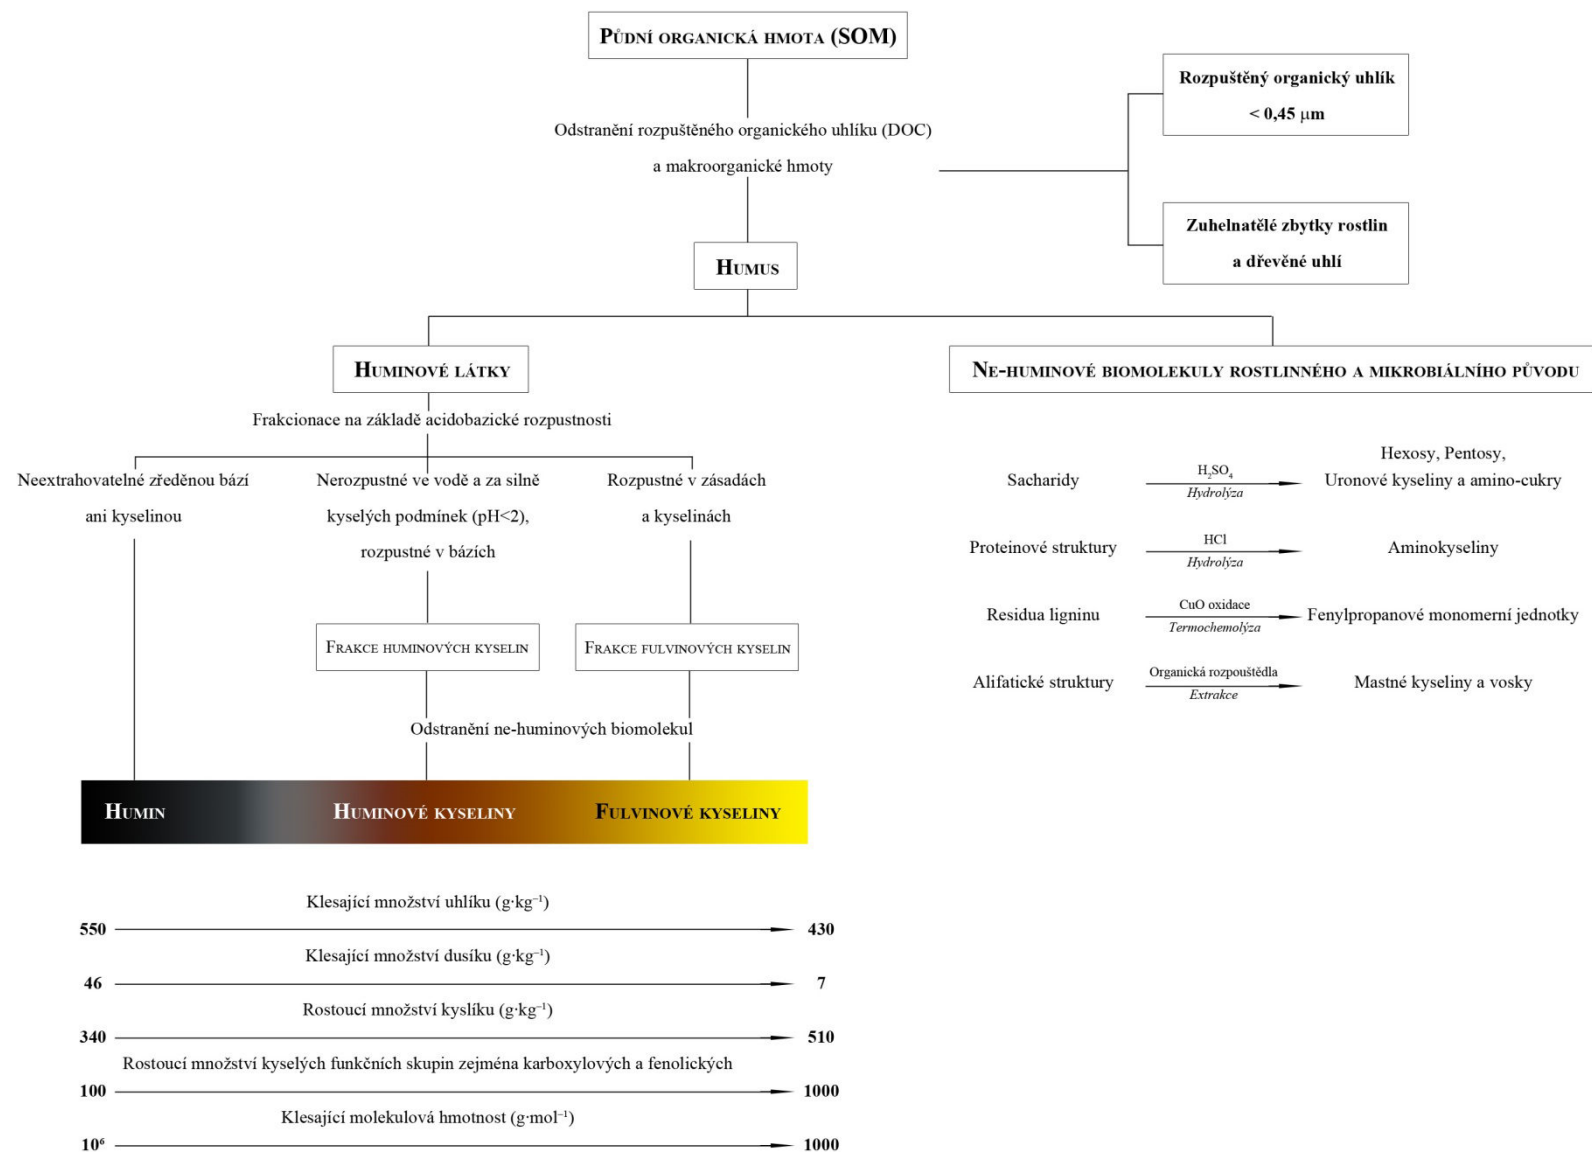 PŮDNÍ ORGANICKÁ HMOTA (SOM)
Odstranění rozpuštěného organického uhlíku (DOC)
a makroorganické hmoty
Rozpuštěný organický uhlík
< 0,45 μm
Zuhelnatělé zbytky rostlin
a dřevěné uhlí
HUMUS
HUMINOVÉ LÁTKY
Frakcionace na základě acidobazické rozpustnosti
Neextrahovatelné zředěnou bází
ani kyselinou
Nerozpustné ve vodě a za silně
kyselých podmínek (pH<2),
rozpustné v bázích
Rozpustné v zásadách
a kyselinách
FRAKCE HUMINOVÝCH KYSELIN
FRAKCE FULVINOVÝCH KYSELIN
Odstranění ne-huminových biomolekul
HUMIN
HUMINOVÉ KYSELINY
FULVINOVÉ KYSELINY
Klesající množství uhlíku (g·kg⁻¹)
550
430
Klesající množství dusíku (g·kg⁻¹)
46
7
Rostoucí množství kyslíku (g·kg⁻¹)
340
510
Rostoucí množství kyselých funkčních skupin zejména karboxylových a fenolických
100
1000
Klesající molekulová hmotnost (g·mol⁻¹)
10⁶
1000
NE-HUMINOVÉ BIOMOLEKULY ROSTLINNÉHO A MIKROBIÁLNÍHO PŮVODU
Sacharidy
H₂SO₄
Hydrolýza
Hexosy, Pentosy,
Uronové kyseliny a amino-cukry
Proteinové struktury
HCl
Hydrolýza
Aminokyseliny
Residua ligninu
CuO oxidace
Termochemolýza
Fenylpropanové monomerní jednotky
Alifatické struktury
Organická rozpouštědla
Extrakce
Mastné kyseliny a vosky